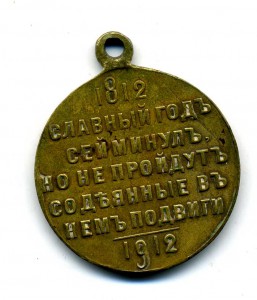 1812
СЛАВНЫЙ ГОДЪ
СЕЙ МИНУЛЪ,
НО НЕ ПРОЙДУТЪ
СОДѢЯННЫЕ ВЪ
НЕМЪ ПОДВИГИ
1912